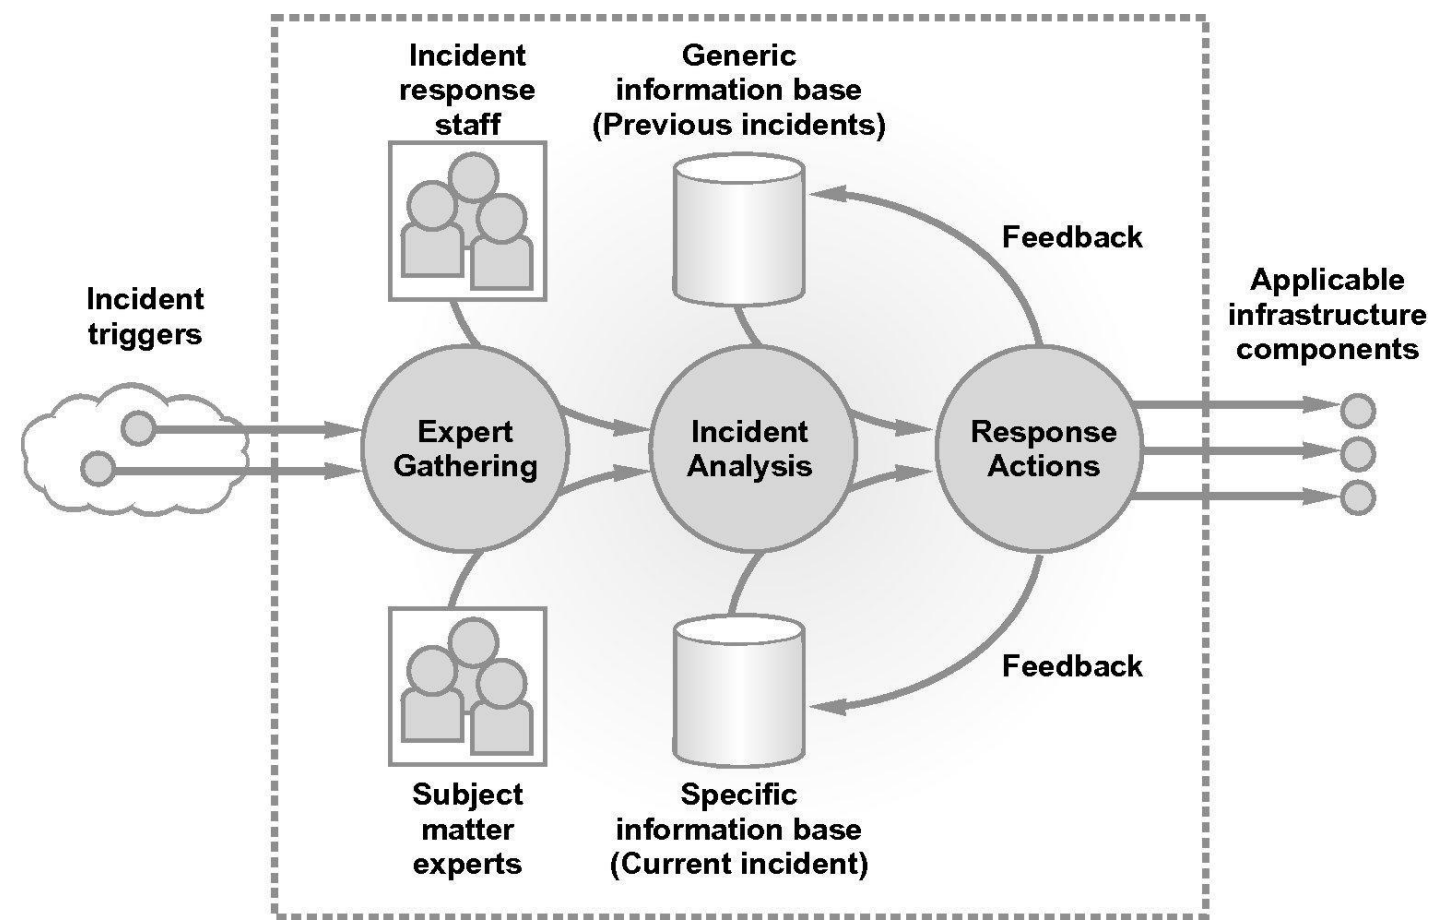 Incident
response
staff
Generic
information base
(Previous incidents)
Feedback
Incident
triggers
Applicable
infrastructure
components
Expert
Gathering
Incident
Analysis
Response
Actions
Feedback
Subject
matter
experts
Specific
information base
(Current incident)